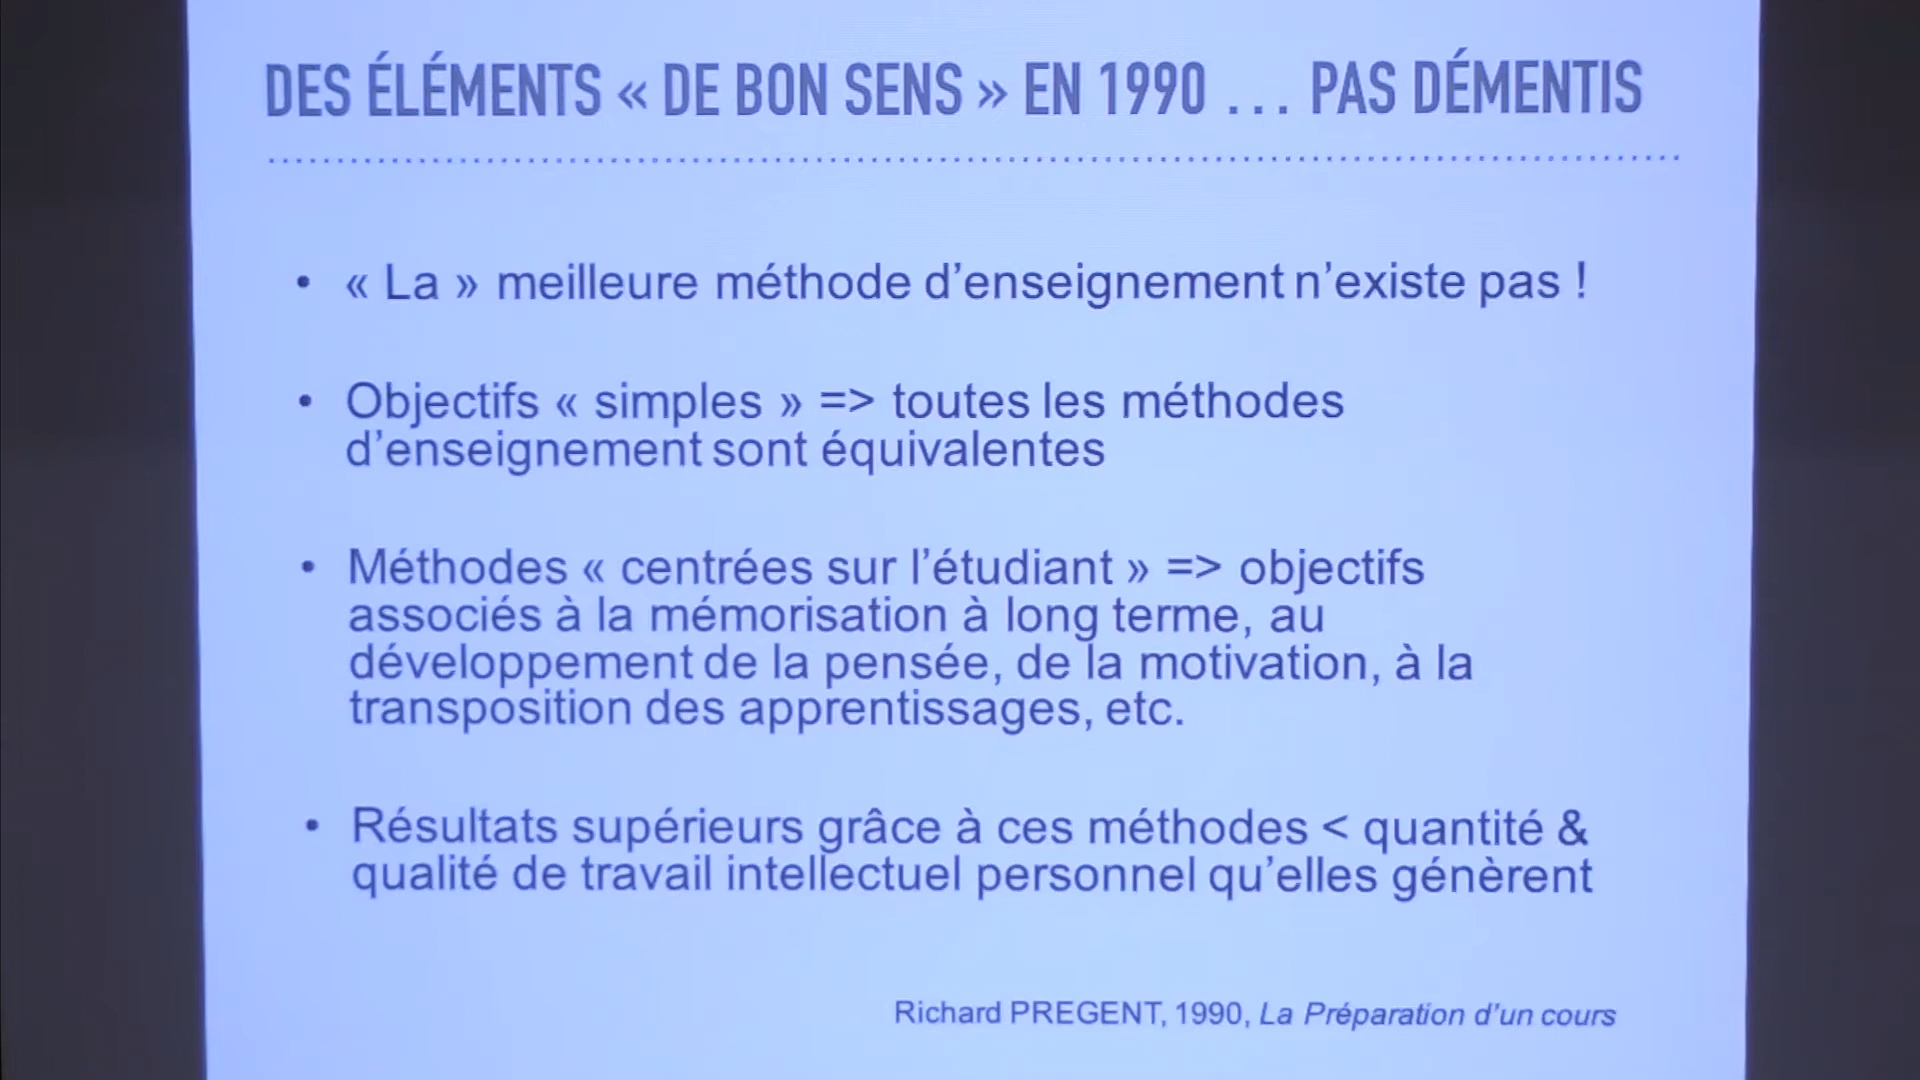 DES ÉLÉMENTS « DE BON SENS » EN 1990 ... PAS DÉMENTIS
• « La » meilleure méthode d’enseignement n’existe pas !
• Objectifs « simples » => toutes les méthodes
d’enseignement sont équivalentes
• Méthodes « centrées sur l’étudiant » => objectifs
associés à la mémorisation à long terme, au
développement de la pensée, de la motivation, à la
transposition des apprentissages, etc.
• Résultats supérieurs grâce à ces méthodes < quantité &
qualité de travail intellectuel personnel qu’elles génèrent
Richard PREGENT, 1990, La Préparation d’un cours